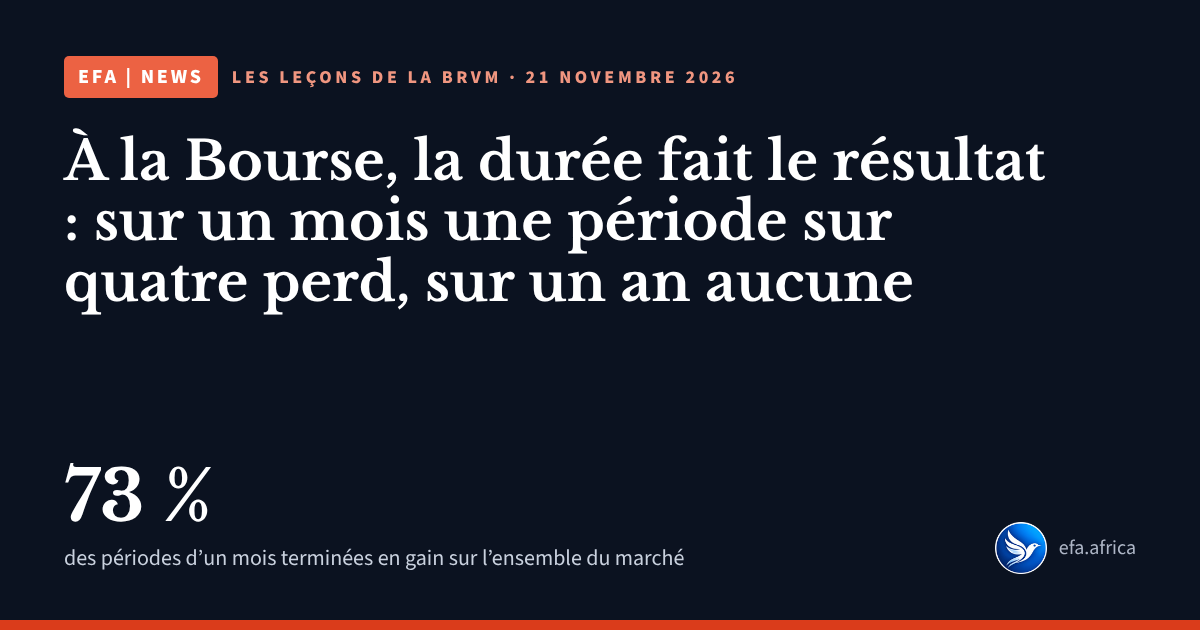 EFA | NEWS
LES LEÇONS DE LA BRVM · 21 NOVEMBRE 2026
À la Bourse, la durée fait le résultat
: sur un mois une période sur
quatre perd, sur un an aucune
73 %
des périodes d’un mois terminées en gain sur l’ensemble du marché
efa.africa